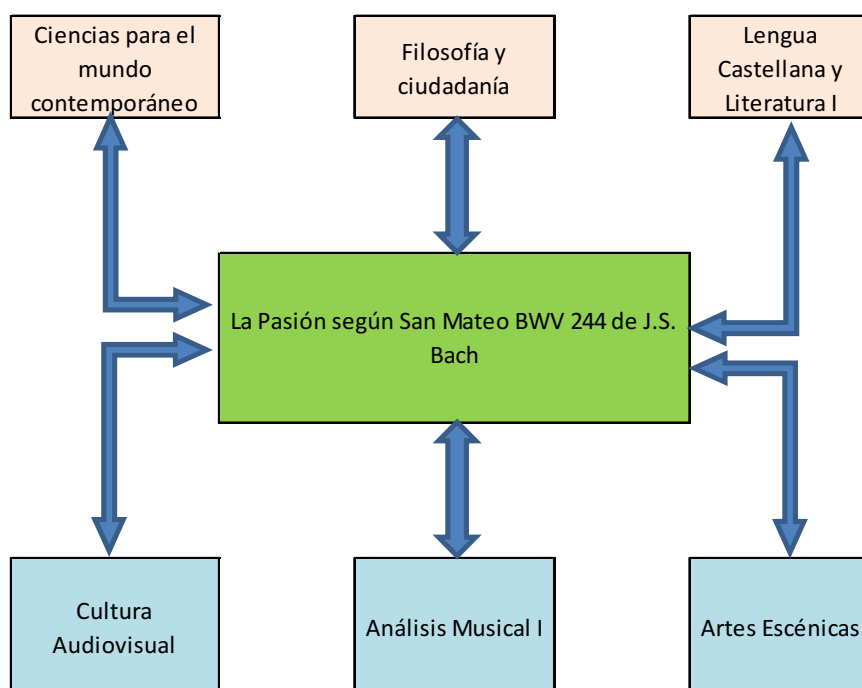 Ciencias para el
mundo
contemporáneo
Filosofía y
ciudadanía
Lengua
Castellana y
Literatura I
La Pasión según San Mateo BWV 244 de J.S.
Bach
Cultura
Audiovisual
Análisis Musical I
Artes Escénicas